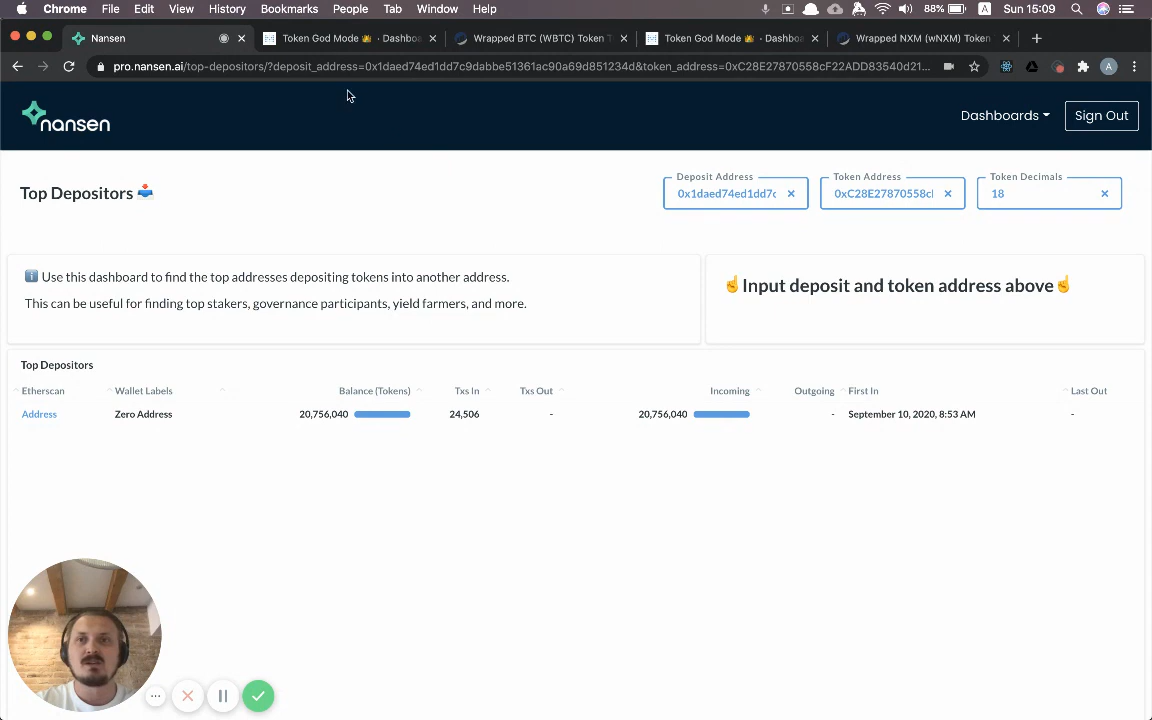 Chrome File Edit View History Bookmarks People Tab Window Help 88% A Sun 15:09
Nansen Token God Mode · Dashbo Wrapped BTC (WBTC) Token T Token God Mode · Dashbo Wrapped NXM (wNXM) Token
pro.nansen.ai/top-depositors/?deposit_address=0x1daed74ed1dd7c9dabbe51361ac90a69d851234d&token_address=0xC28E27870558cF22ADD83540d21... A
nansen Dashboards Sign Out
Top Depositors
Deposit Address Token Address Token Decimals
0x1daed74ed1dd7c × 0xC28E27870558cl × 18 ×
Use this dashboard to find the top addresses depositing tokens into another address.
This can be useful for finding top stakers, governance participants, yield farmers, and more.
Input deposit and token address above
Top Depositors
Etherscan Wallet Labels Balance (Tokens) Txs In Txs Out Incoming Outgoing First In Last Out
Address Zero Address 20,756,040 24,506 - 20,756,040 - September 10, 2020, 8:53 AM -